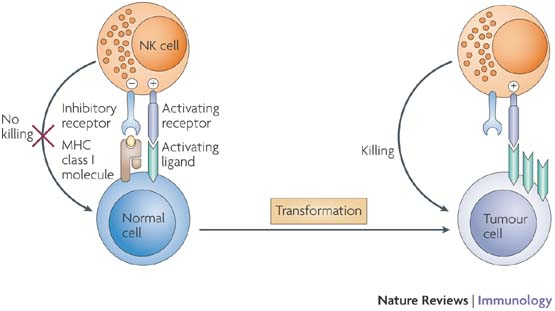 NK cell
−
+
Inhibitory
receptor
Activating
receptor
No
killing
MHC
class I
molecule
Activating
ligand
Normal
cell
Transformation
+
Killing
Tumour
cell
Nature Reviews | Immunology